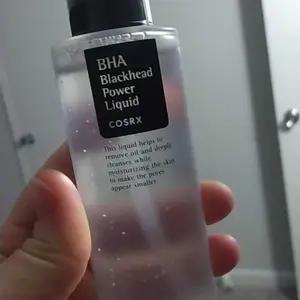 BHA
Blackhead
Power
Liquid
COSRX
This liquid helps to
remove oil and deeply
cleanses while
moisturizing the skin
to make the pores
appear smaller.